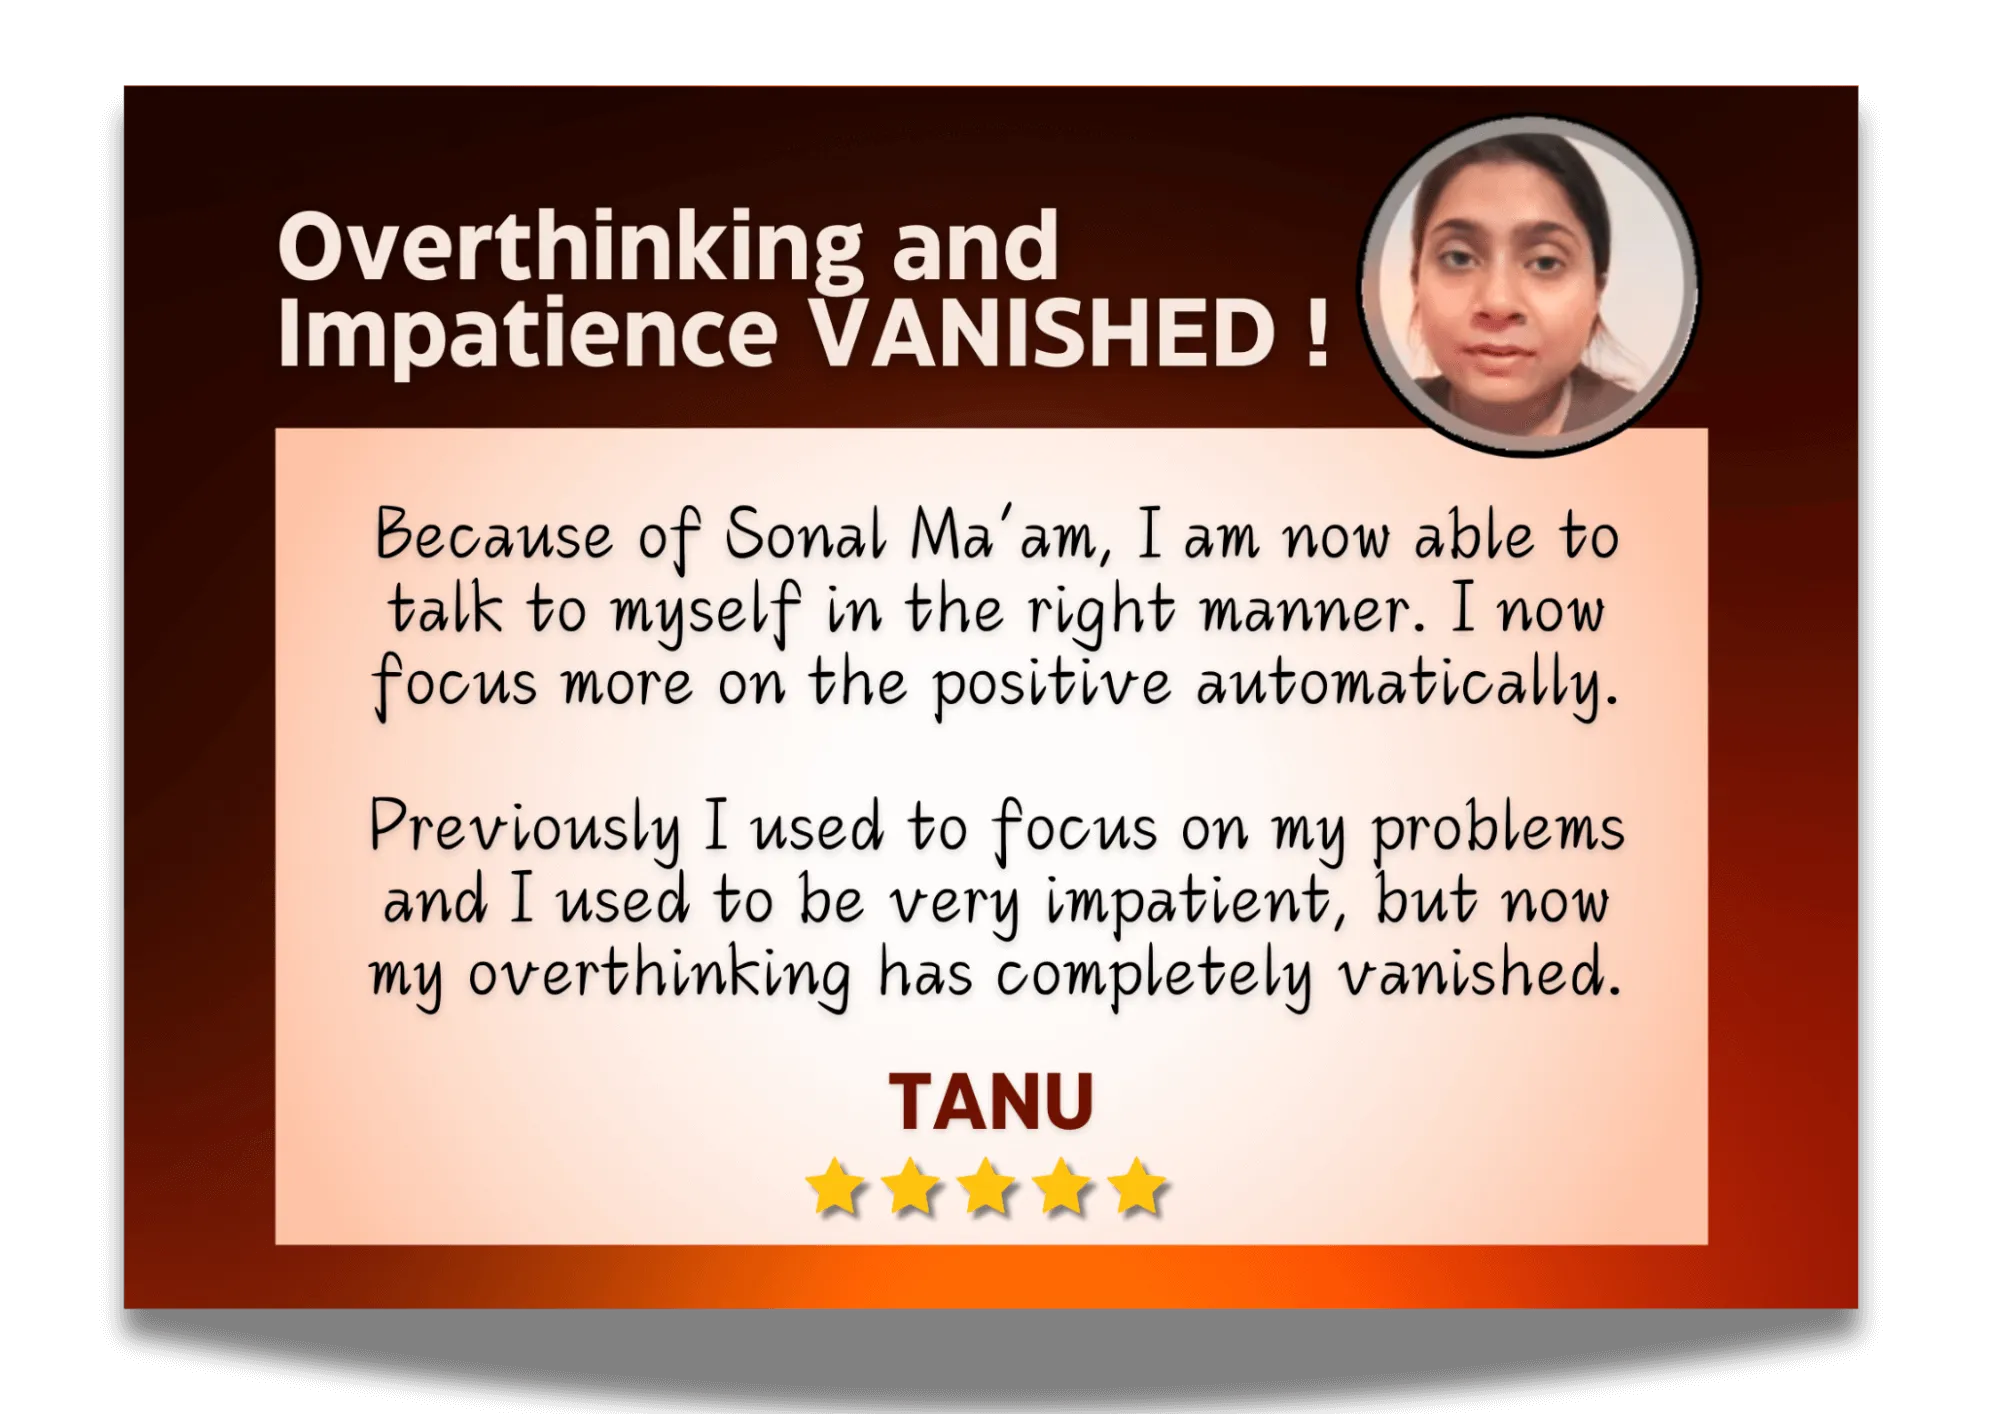 Overthinking and
Impatience VANISHED !
Because of Sonal Ma'am, I am now able to
talk to myself in the right manner. I now
focus more on the positive automatically.
Previously I used to focus on my problems
and I used to be very impatient, but now
my overthinking has completely vanished.
TANU